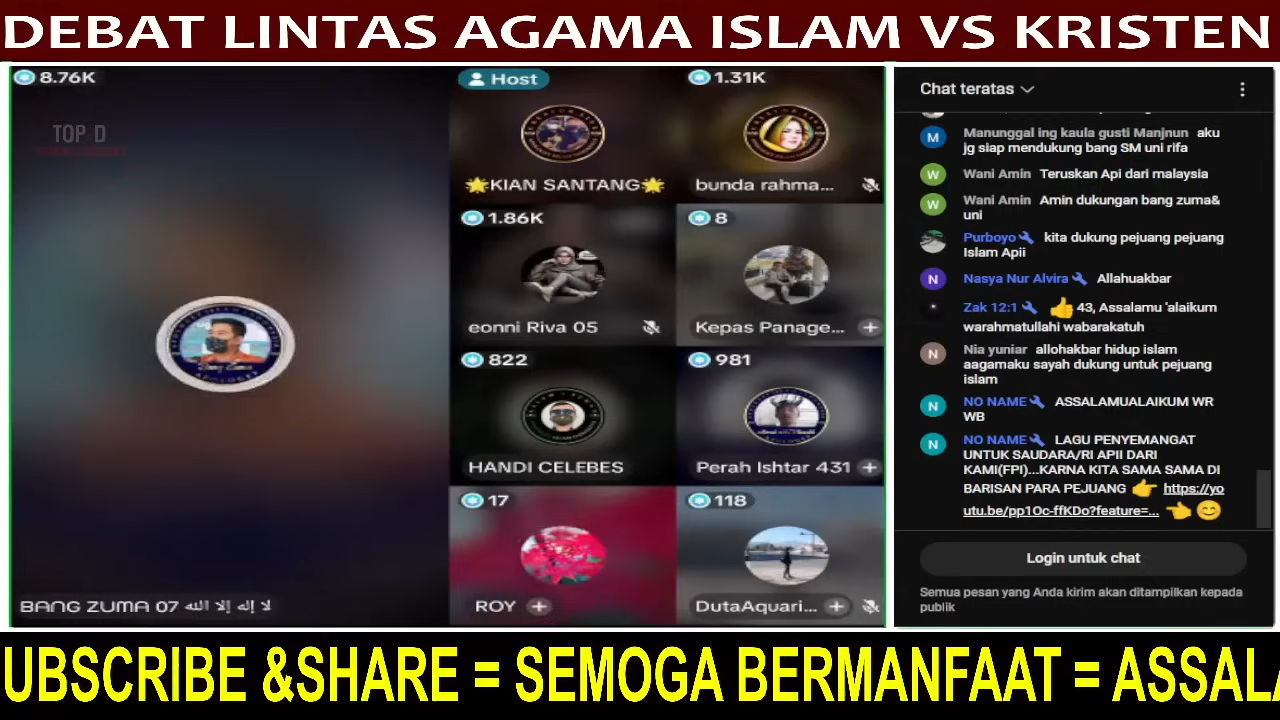 DEBAT LINTAS AGAMA ISLAM VS KRISTEN
8.76K
TOP D
BANG ZUMA 07 لا إله إلا الله
Host
🌟KIAN SANTANG🌟
1.31K
bunda rahma...
1.86K
eonni Riva 05
8
Kepas Panage...
822
HANDI CELEBES
981
Perah Ishtar 431
17
ROY
118
DutaAquari...
Chat teratas
M
Manunggal ing kaula gusti Manjnun aku
jg siap mendukung bang SM uni rifa
W
Wani Amin Teruskan Api dari malaysia
W
Wani Amin Amin dukungan bang zuma&
uni
Purboyo kita dukung pejuang pejuang
Islam Apii
N
Nasya Nur Alvira Allahuakbar
Zak 12:1 👍 43, Assalamu 'alaikum
warahmatullahi wabarakatuh
N
Nia yuniar allohakbar hidup islam
aagamaku sayah dukung untuk pejuang
islam
N
NO NAME ASSALAMUALAIKUM WR
WB
N
NO NAME LAGU PENYEMANGAT
UNTUK SAUDARA/RI APII DARI
KAMI(FPI)...KARNA KITA SAMA SAMA DI
BARISAN PARA PEJUANG 👉 https://yo
utu.be/pp1Oc-ffKDo?feature=... 👈😊
Login untuk chat
Semua pesan yang Anda kirim akan ditampilkan kepada
publik
UBSCRIBE &SHARE = SEMOGA BERMANFAAT = ASSALA